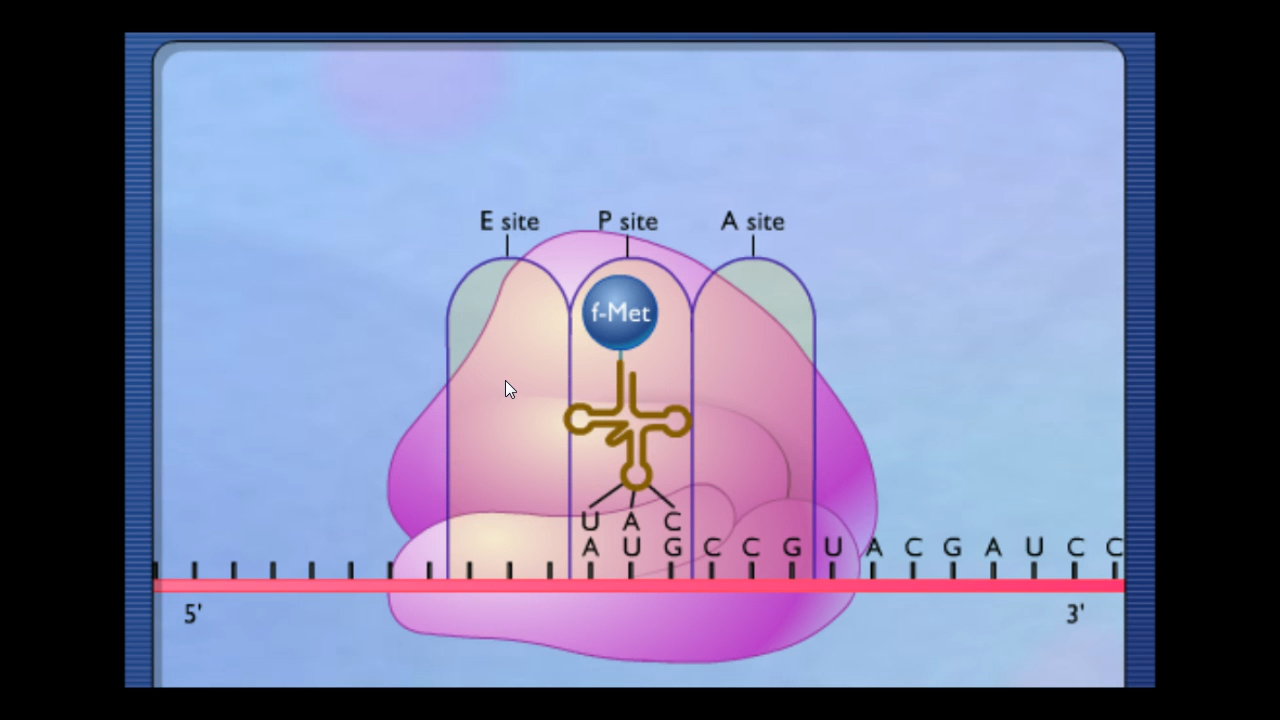 E site P site A site
f-Met
U A C
A U G C C G U A C G A U C C
5' 3'